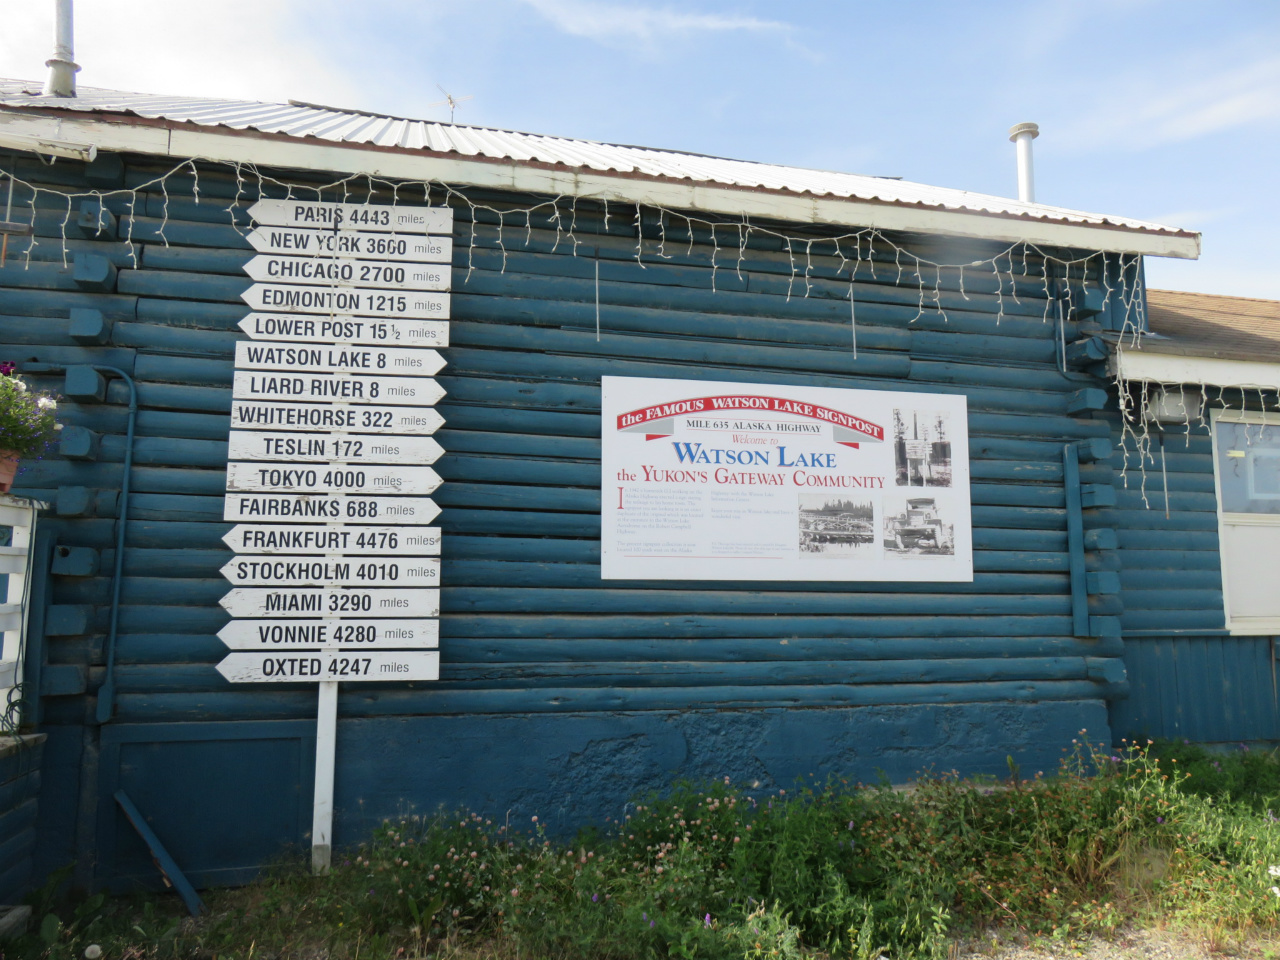 PARIS 4443 miles
NEW YORK 3600 miles
CHICAGO 2700 miles
EDMONTON 1215 miles
LOWER POST 15½ miles
WATSON LAKE 8 miles
LIARD RIVER 8 miles
WHITEHORSE 322 miles
TESLIN 172 miles
TOKYO 4000 miles
FAIRBANKS 688 miles
FRANKFURT 4476 miles
STOCKHOLM 4010 miles
MIAMI 3290 miles
VONNIE 4280 miles
OXTED 4247 miles
the FAMOUS WATSON LAKE SIGNPOST
MILE 635 ALASKA HIGHWAY
Welcome to
WATSON LAKE
the YUKON'S GATEWAY COMMUNITY